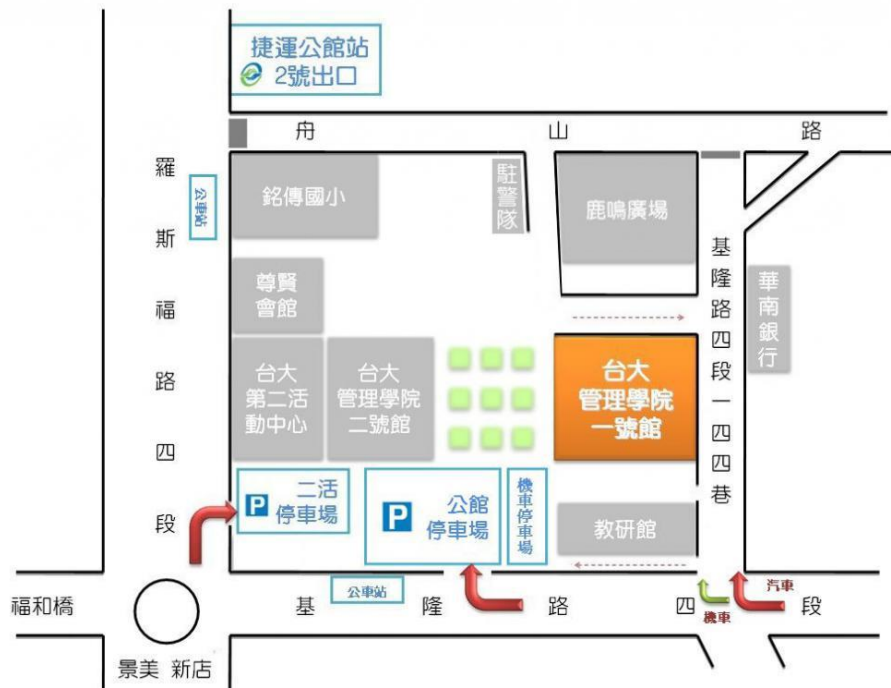 捷運公館站
2號出口
舟山路
羅斯福路四段
公車站
銘傳國小
駐警隊
鹿鳴廣場
基隆路四段一四四巷
華南銀行
尊賢
會館
台大
第二活
動中心
台大
管理學院
二號館
台大
管理學院
一號館
P
二活
停車場
P
公館
停車場
機車停車場
教研館
福和橋
公車站
基隆路四段
機車
汽車
景美 新店